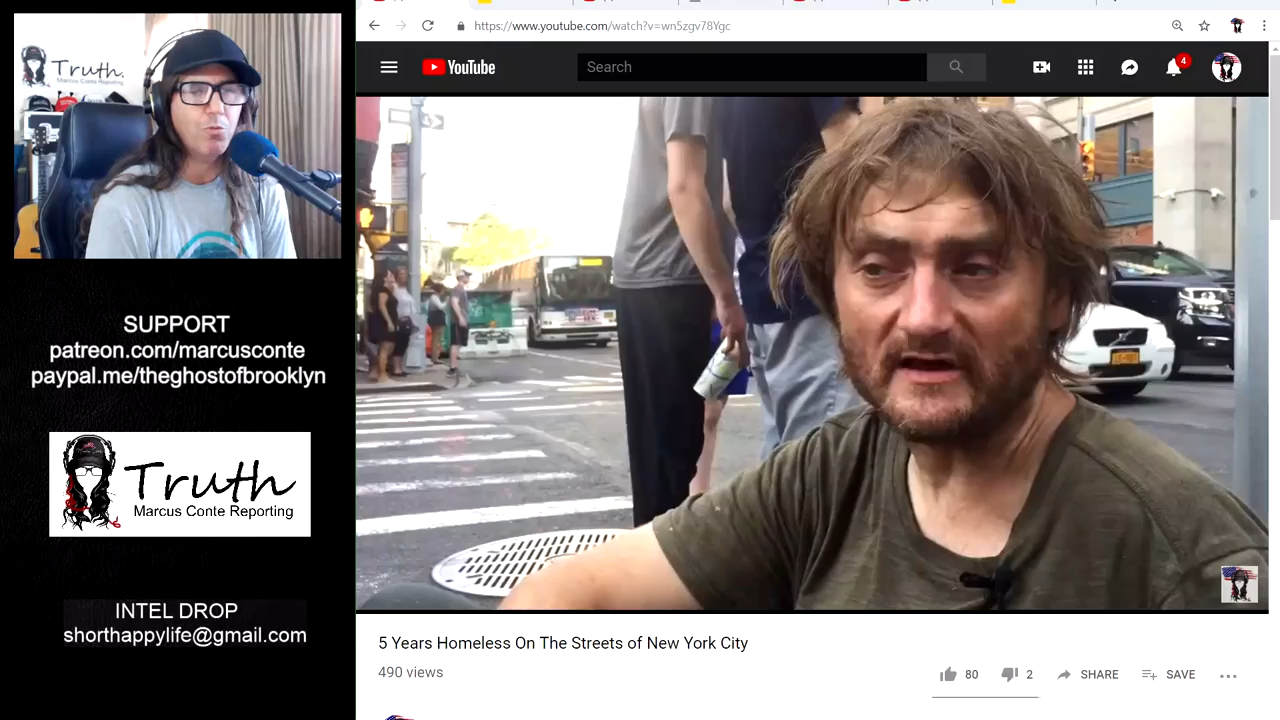 Truth.
Marcus Conte Reporting
SUPPORT
patreon.com/marcusconte
paypal.me/theghostofbrooklyn
Truth
Marcus Conte Reporting
INTEL DROP
shorthappylife@gmail.com
https://www.youtube.com/watch?v=wn5zgv78Ygc
YouTube
Search
4
5 Years Homeless On The Streets of New York City
490 views
80
2
SHARE
SAVE